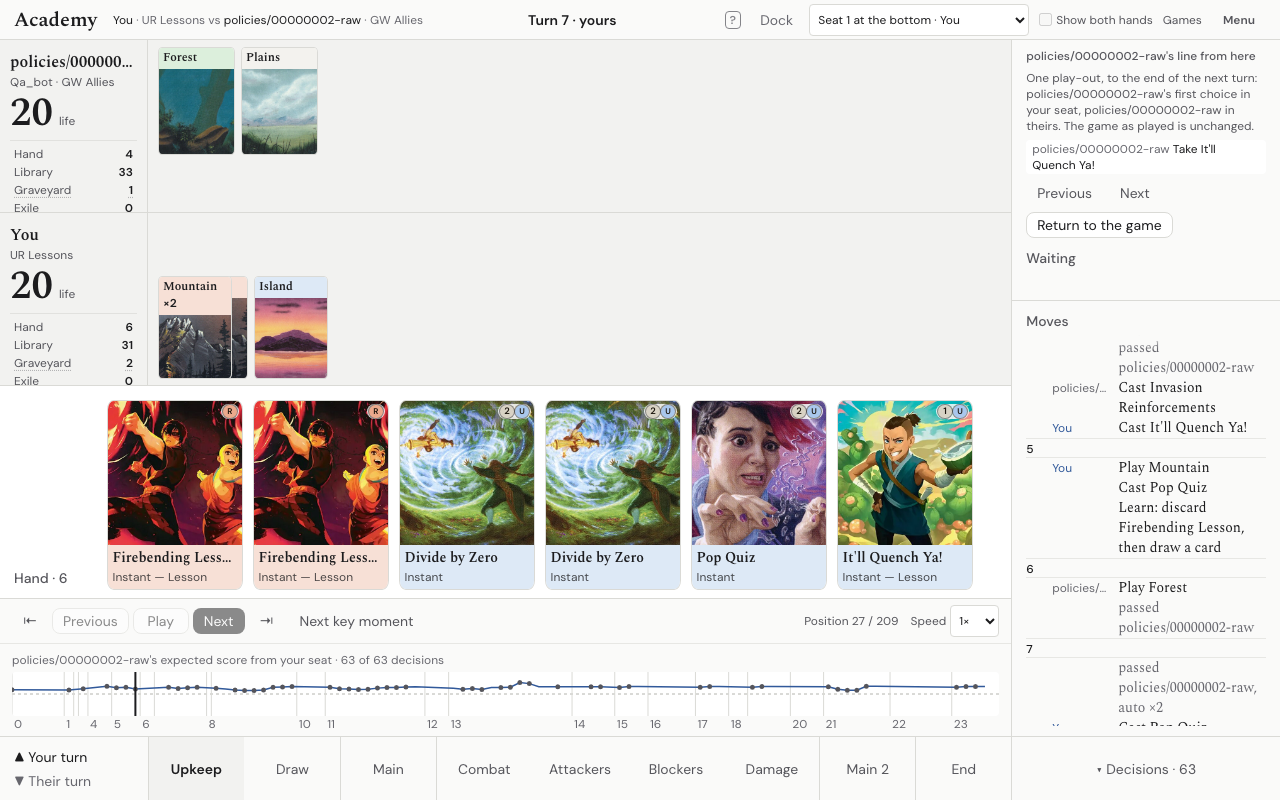 Academy
You · UR Lessons vs policies/00000002-raw · GW Allies
Turn 7 · yours
?
Dock
Seat 1 at the bottom · You
Show both hands
Games
Menu
policies/000000...
Qa_bot · GW Allies
20 life
Hand 4
Library 33
Graveyard 1
Exile 0
Forest
Plains
You
UR Lessons
20 life
Hand 6
Library 31
Graveyard 2
Exile 0
Mountain
×2
Island
Hand · 6
R
Firebending Less...
Instant — Lesson
R
Firebending Less...
Instant — Lesson
2 U
Divide by Zero
Instant
2 U
Divide by Zero
Instant
2 U
Pop Quiz
Instant
1 U
It'll Quench Ya!
Instant — Lesson
Previous
Play
Next
Next key moment
Position 27 / 209
Speed
1×
policies/00000002-raw's expected score from your seat · 63 of 63 decisions
0 1 4 5 6 8 10 11 12 13 14 15 16 17 18 20 21 22 23
▲ Your turn
▼ Their turn
Upkeep
Draw
Main
Combat
Attackers
Blockers
Damage
Main 2
End
policies/00000002-raw's line from here
One play-out, to the end of the next turn:
policies/00000002-raw's first choice in
your seat, policies/00000002-raw in
theirs. The game as played is unchanged.
policies/00000002-raw Take It'll
Quench Ya!
Previous
Next
Return to the game
Waiting
Moves
passed
policies/00000002-raw
policies/... Cast Invasion
Reinforcements
You Cast It'll Quench Ya!
5
You Play Mountain
Cast Pop Quiz
Learn: discard
Firebending Lesson,
then draw a card
6
policies/... Play Forest
passed
policies/00000002-raw
7
passed
policies/00000002-raw,
auto ×2
You Cast Pop Quiz
▾ Decisions · 63